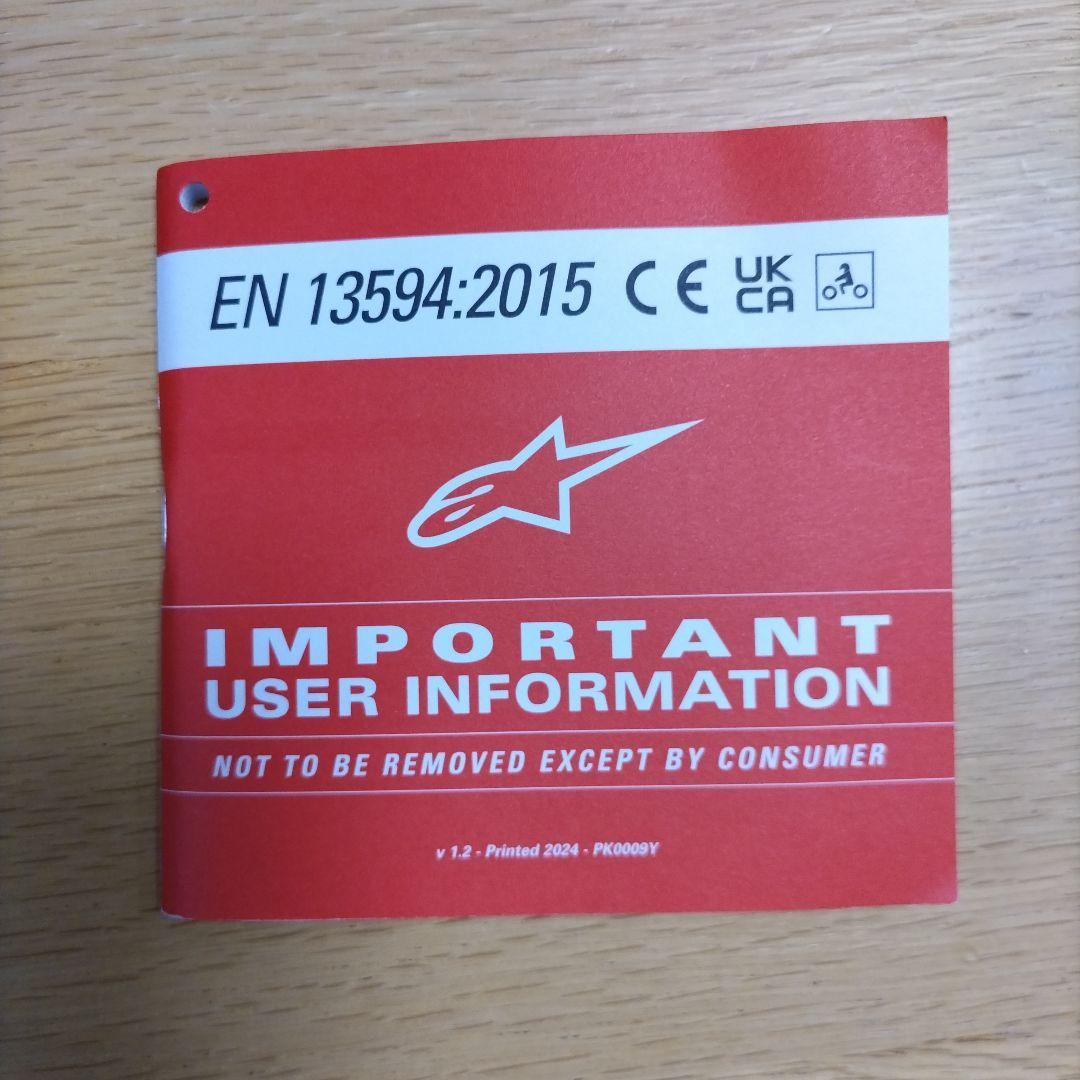 EN 13594:2015 CE UK
CA
IMPORTANT
USER INFORMATION
NOT TO BE REMOVED EXCEPT BY CONSUMER
v 1.2 - Printed 2024 - PK0009Y